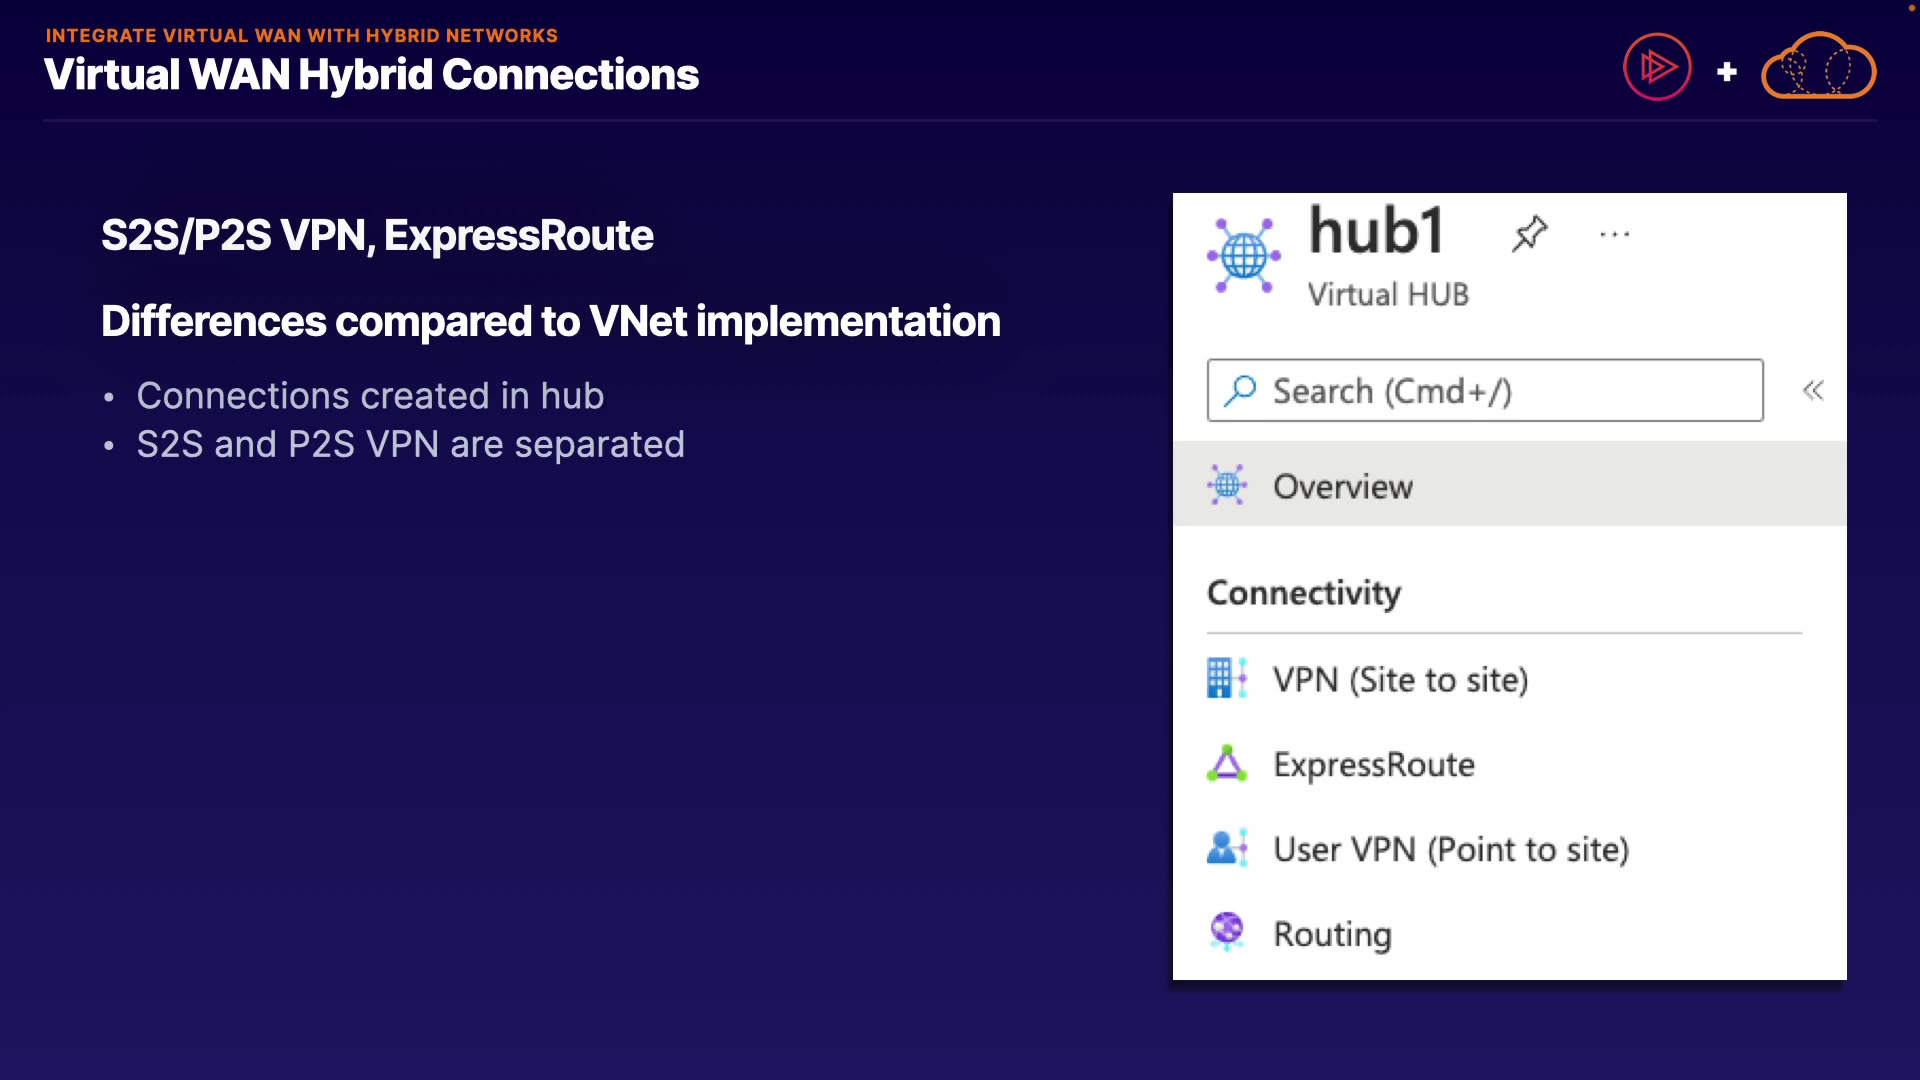 INTEGRATE VIRTUAL WAN WITH HYBRID NETWORKS
Virtual WAN Hybrid Connections
+
S2S/P2S VPN, ExpressRoute
Differences compared to VNet implementation
• Connections created in hub
• S2S and P2S VPN are separated
hub1
...
Virtual HUB
Search (Cmd+/)
«
Overview
Connectivity
VPN (Site to site)
ExpressRoute
User VPN (Point to site)
Routing